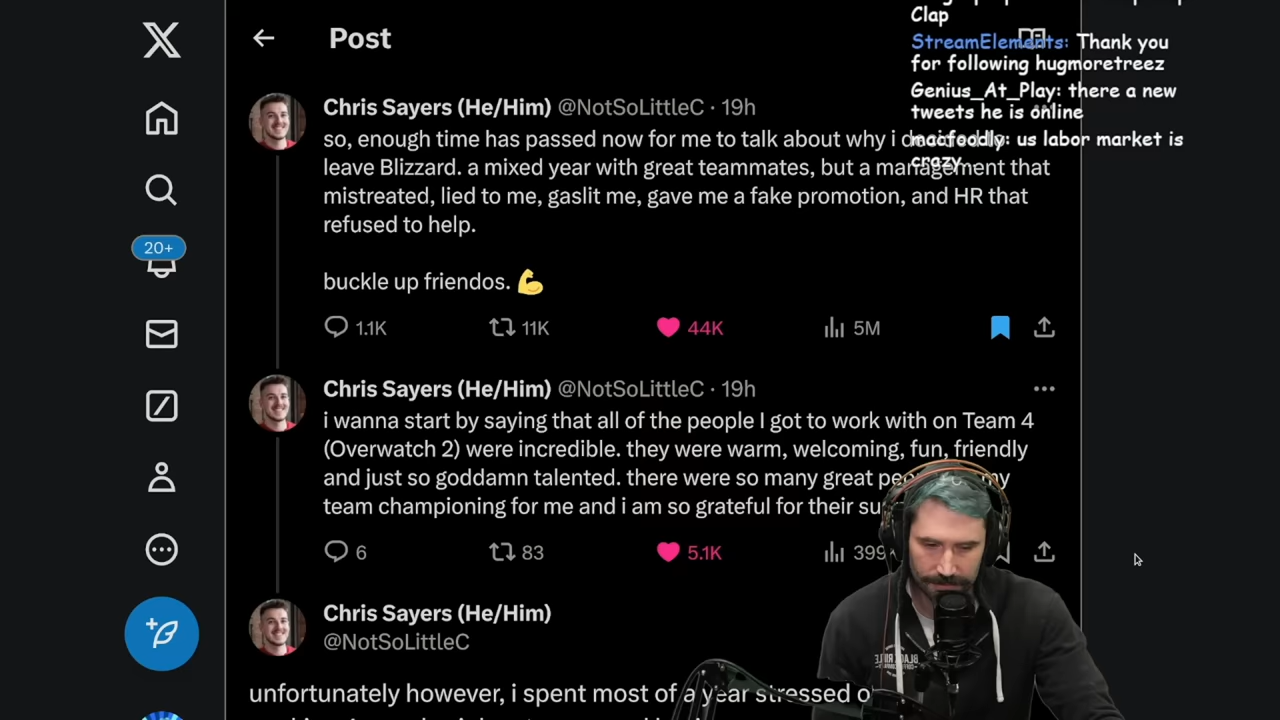 Post
Clap
StreamElements: Thank you
for following hugmoretreez
Genius_At_Play: there a new
tweets he is online
macfoodly: us labor market is
crazy
Chris Sayers (He/Him) @NotSoLittleC · 19h
so, enough time has passed now for me to talk about why i decided to
leave Blizzard. a mixed year with great teammates, but a management that
mistreated, lied to me, gaslit me, gave me a fake promotion, and HR that
refused to help.
buckle up friendos. 💪
1.1K 11K 44K 5M
20+
Chris Sayers (He/Him) @NotSoLittleC · 19h
i wanna start by saying that all of the people I got to work with on Team 4
(Overwatch 2) were incredible. they were warm, welcoming, fun, friendly
and just so goddamn talented. there were so many great my
team championing for me and i am so grateful for their
6 83 5.1K 399
Chris Sayers (He/Him)
@NotSoLittleC
unfortunately however, i spent most of a year stressed